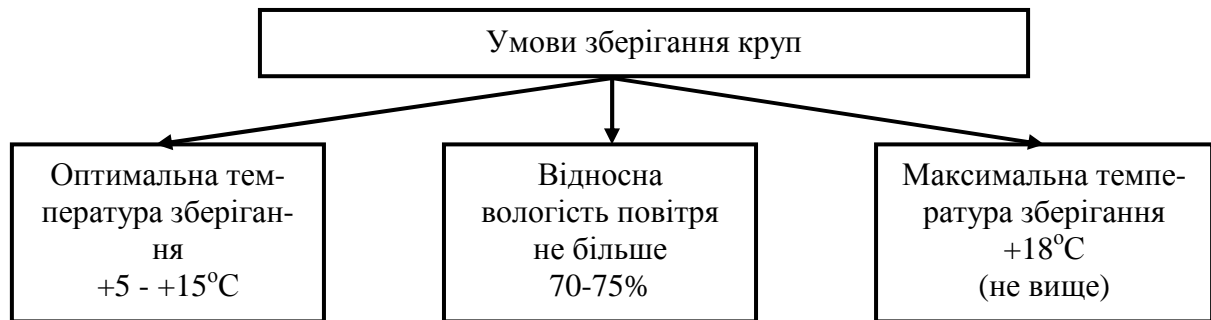 Умови зберігання круп
Оптимальна тем-
пература зберіган-
ня
+5 - +15°С
Відносна
вологість повітря
не більше
70-75%
Максимальна темпе-
ратура зберігання
+18°С
(не вище)